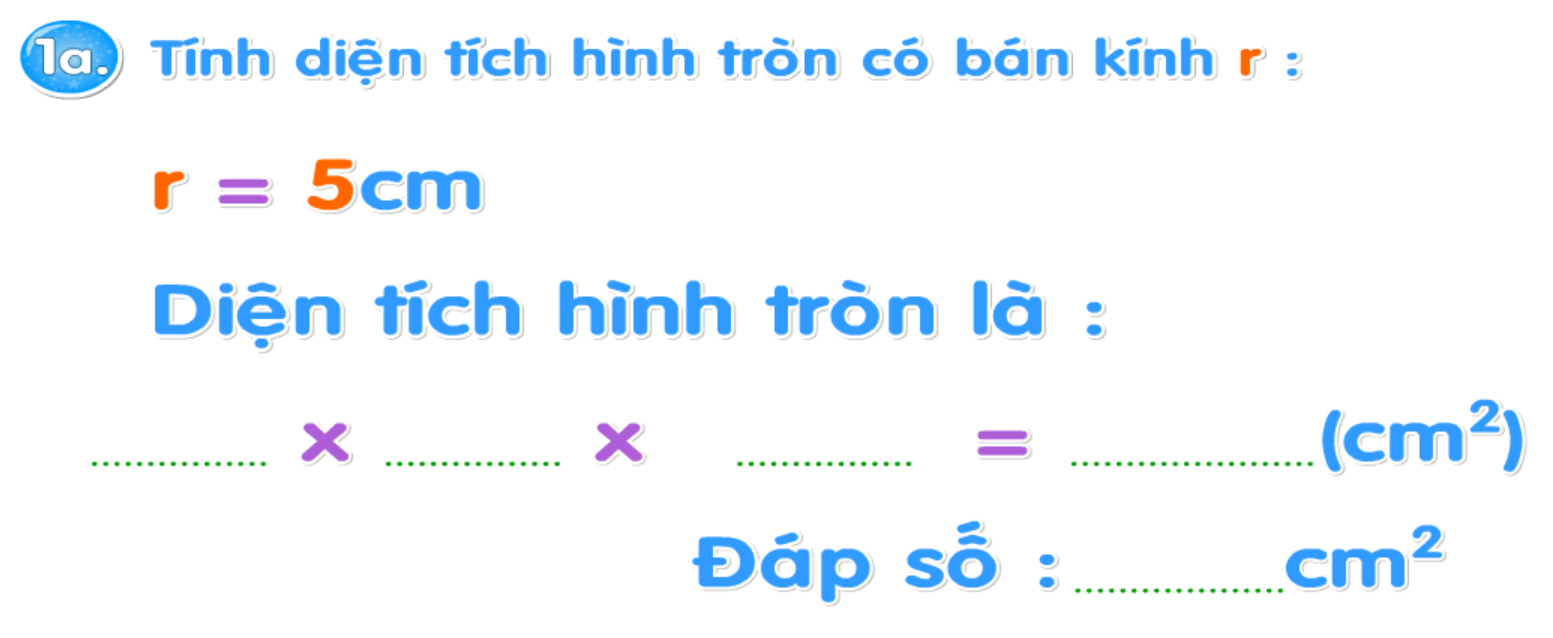 1a. Tính diện tích hình tròn có bán kính r :
r = 5cm
Diện tích hình tròn là :
................ × ................ × ................ = ......................(cm²)
Đáp số : ...................cm²